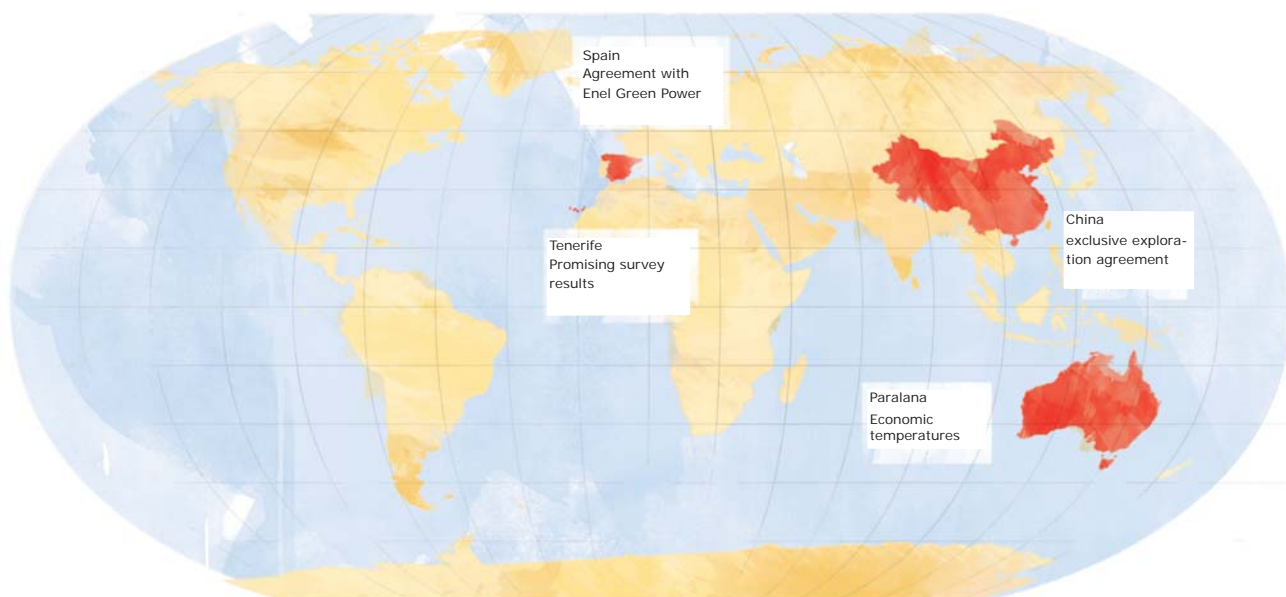 Spain
Agreement with
Enel Green Power
Tenerife
Promising survey
results
China
exclusive explora-
tion agreement
Paralana
Economic
temperatures